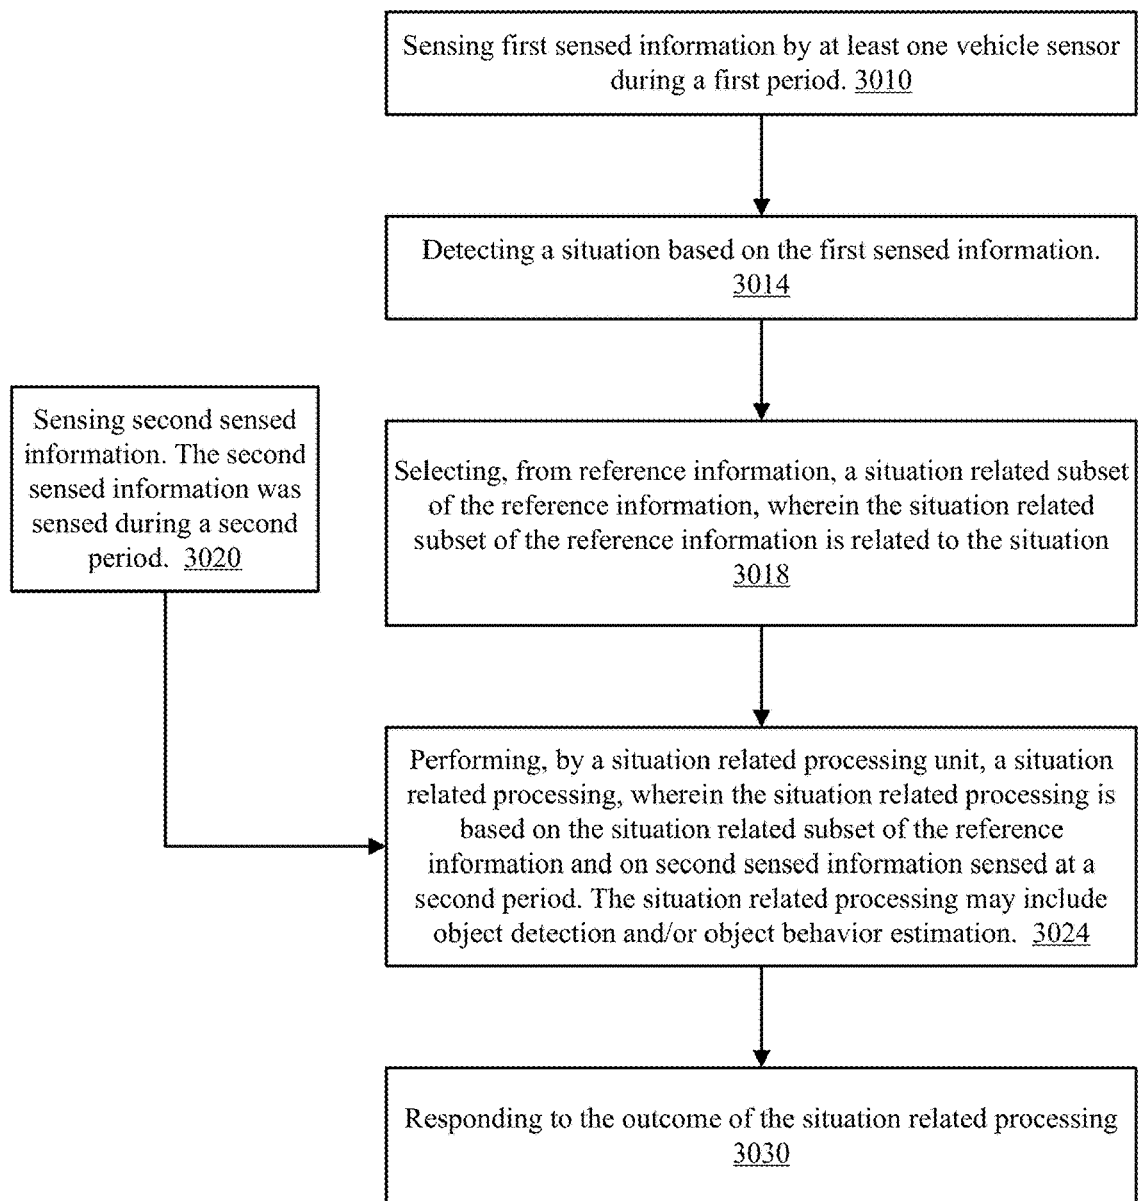 Sensing first sensed information by at least one vehicle sensor
during a first period. 3010
Detecting a situation based on the first sensed information.
3014
Selecting, from reference information, a situation related subset
of the reference information, wherein the situation related
subset of the reference information is related to the situation
3018
Sensing second sensed
information. The second
sensed information was
sensed during a second
period. 3020
Performing, by a situation related processing unit, a situation
related processing, wherein the situation related processing is
based on the situation related subset of the reference
information and on second sensed information sensed at a
second period. The situation related processing may include
object detection and/or object behavior estimation. 3024
Responding to the outcome of the situation related processing
3030